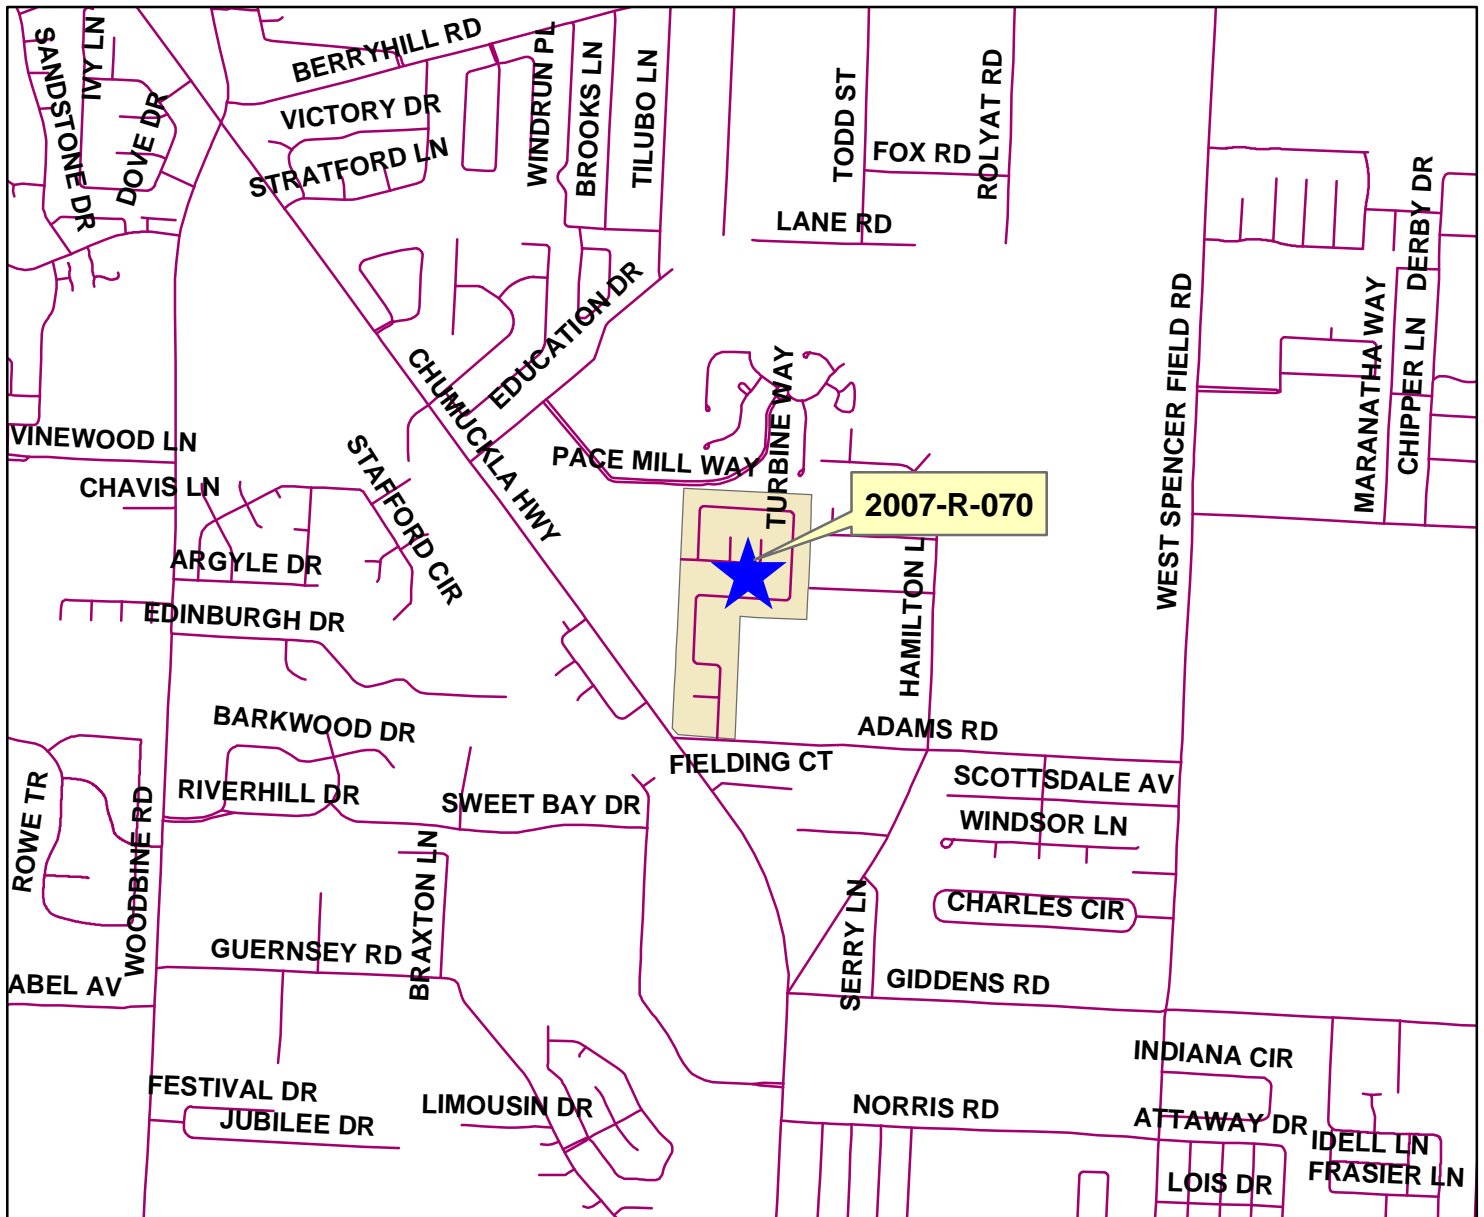 BERRYHILL RD
SANDSTONE DR
IVY LN
DOVE DR
VICTORY DR
STRATFORD LN
WINDRUN PL
BROOKS LN
TILUBO LN
TODD ST
FOX RD
ROLYAT RD
LANE RD
DERBY DR
EDUCATION DR
CHUMUCKLA HWY
TURBINE WAY
WEST SPENCER FIELD RD
MARANATHA WAY
CHIPPER LN
VINEWOOD LN
PACE MILL WAY
STAFFORD CIR
CHAVIS LN
2007-R-070
ARGYLE DR
HAMILTON L
EDINBURGH DR
BARKWOOD DR
ADAMS RD
FIELDING CT
SCOTTSDALE AV
ROWE TR
RIVERHILL DR
SWEET BAY DR
WINDSOR LN
WOODBINE RD
BRAXTON LN
SERRY LN
CHARLES CIR
GUERNSEY RD
ABEL AV
GIDDENS RD
INDIANA CIR
FESTIVAL DR
JUBILEE DR
LIMOUSIN DR
NORRIS RD
ATTAWAY DR
IDELL LN
FRASIER LN
LOIS DR